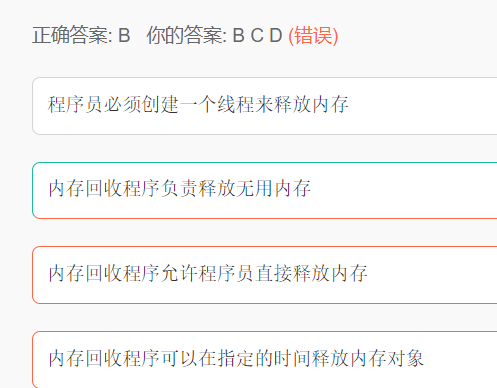 正确答案: B 你的答案: B C D (错误)
程序员必须创建一个线程来释放内存
内存回收程序负责释放无用内存
内存回收程序允许程序员直接释放内存
内存回收程序可以在指定的时间释放内存对象